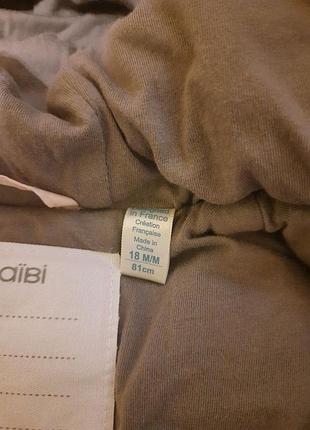 in France
Création
Française
Made in
China
18 M/M
81cm
aïBi